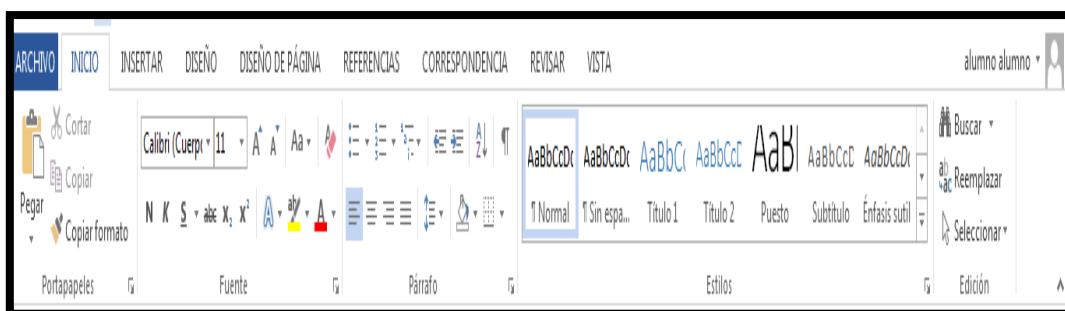 ARCHIVO INICIO INSERTAR DISEÑO DISEÑO DE PÁGINA REFERENCIAS CORRESPONDENCIA REVISAR VISTA alumno alumno
Pegar
Cortar
Copiar
Copiar formato
Portapapeles
Calibri (Cuerpo 11 A A Aa
N K S abc X₂ X² A ab A
Fuente
Párrafo
AaBbCcDc AaBbCcDc AaBbCc AaBbCcE AaB AaBbCcD AaBbCcDc
¶ Normal ¶ Sin espa... Título 1 Título 2 Puesto Subtítulo Énfasis sutil
Estilos
Buscar
Reemplazar
Seleccionar
Edición